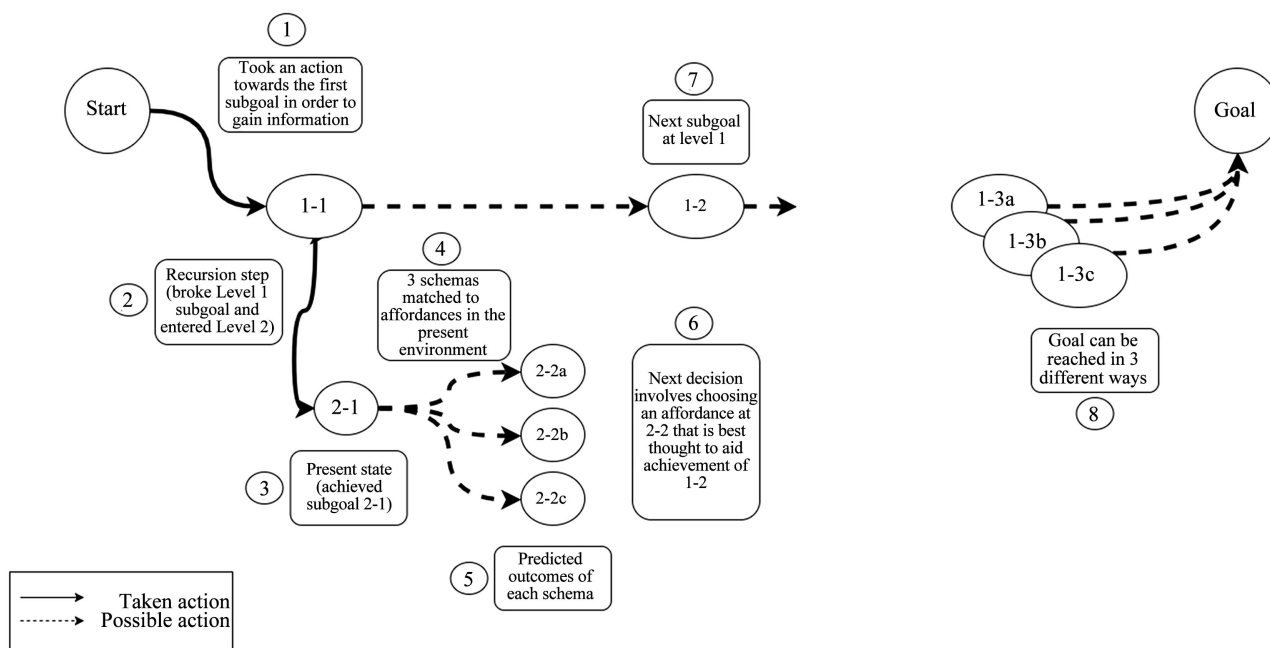 1
Took an action
towards the first
subgoal in order to
gain information
Start
7
Next subgoal
at level 1
Goal
1-1
1-2
1-3a
1-3b
1-3c
2
Recursion step
(broke Level 1
subgoal and
entered Level 2)
4
3 schemas
matched to
affordances in the
present
environment
6
Next decision
involves choosing
an affordance at
2-2 that is best
thought to aid
achievement of
1-2
Goal can be
reached in 3
different ways
8
2-1
2-2a
2-2b
2-2c
3
Present state
(achieved
subgoal 2-1)
5
Predicted
outcomes of
each schema
Taken action
Possible action